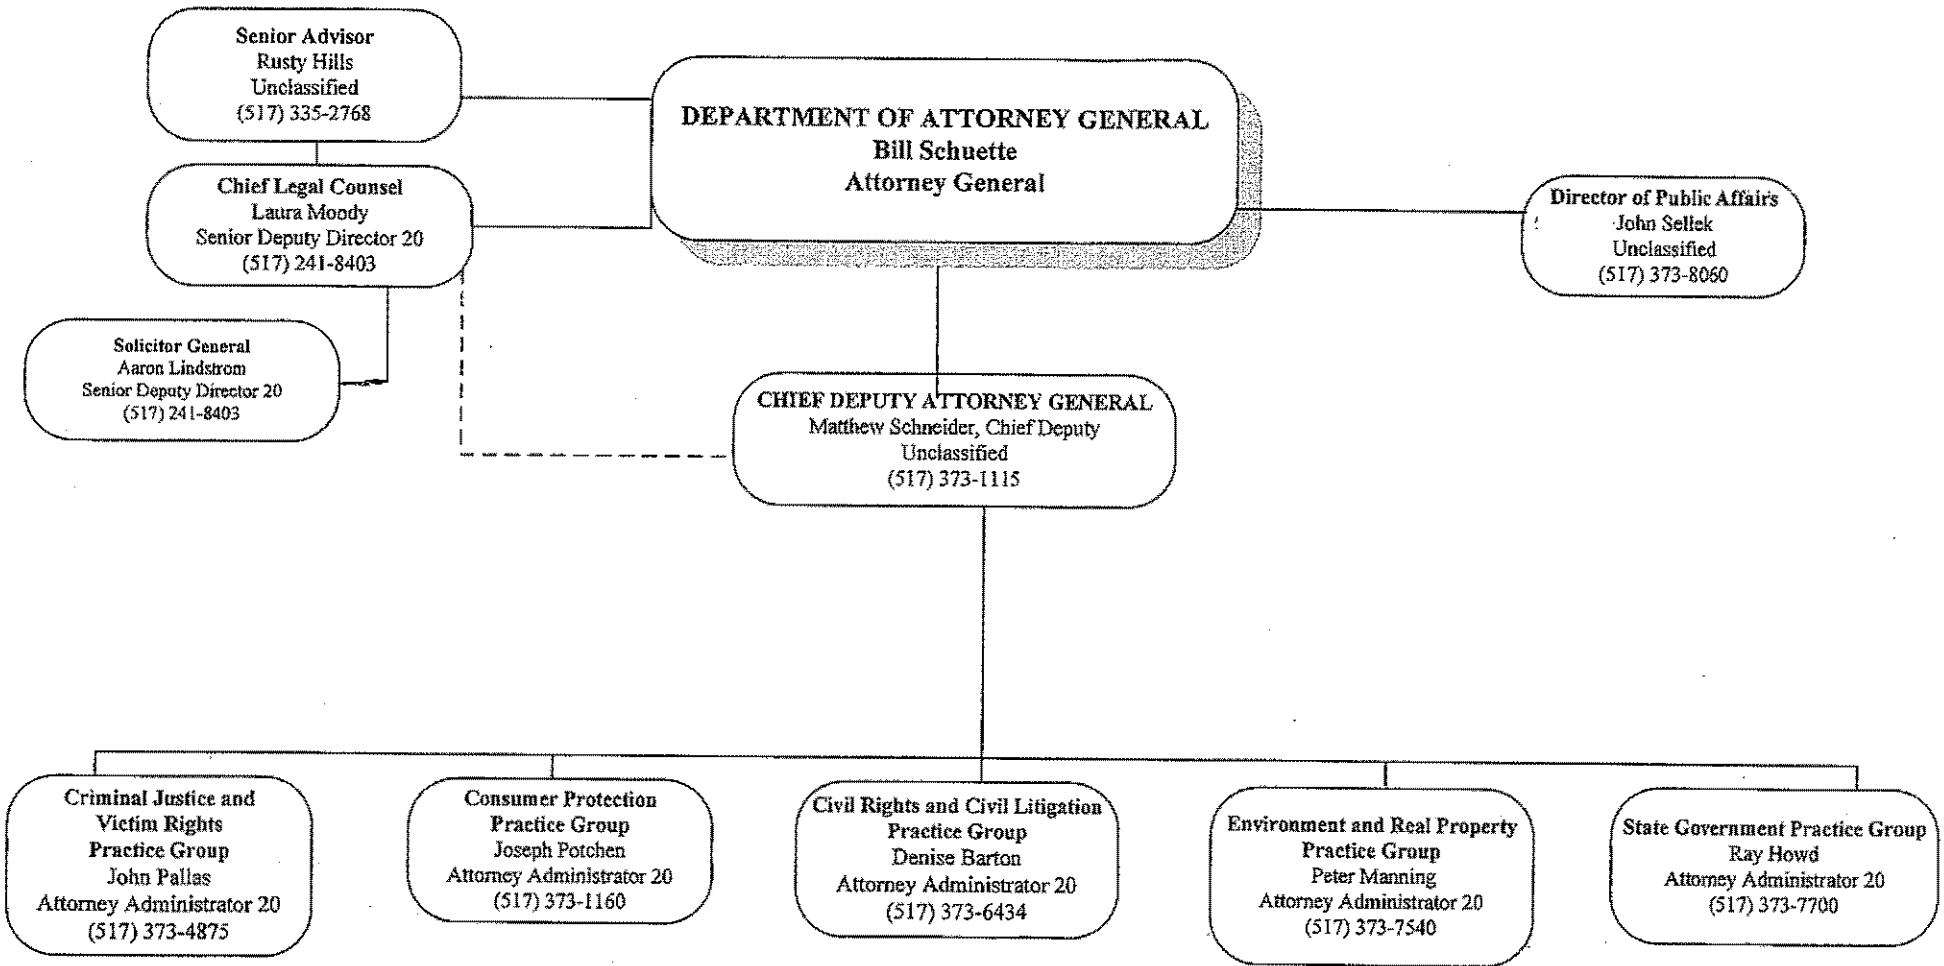 Senior Advisor
Rusty Hills
Unclassified
(517) 335-2768
DEPARTMENT OF ATTORNEY GENERAL
Bill Schuette
Attorney General
Chief Legal Counsel
Laura Moody
Senior Deputy Director 20
(517) 241-8403
Director of Public Affairs
John Sellek
Unclassified
(517) 373-8060
Solicitor General
Aaron Lindstrom
Senior Deputy Director 20
(517) 241-8403
CHIEF DEPUTY ATTORNEY GENERAL
Matthew Schneider, Chief Deputy
Unclassified
(517) 373-1115
Criminal Justice and
Victim Rights
Practice Group
John Pallas
Attorney Administrator 20
(517) 373-4875
Consumer Protection
Practice Group
Joseph Potchen
Attorney Administrator 20
(517) 373-1160
Civil Rights and Civil Litigation
Practice Group
Denise Barton
Attorney Administrator 20
(517) 373-6434
Environment and Real Property
Practice Group
Peter Manning
Attorney Administrator 20
(517) 373-7540
State Government Practice Group
Ray Howd
Attorney Administrator 20
(517) 373-7700